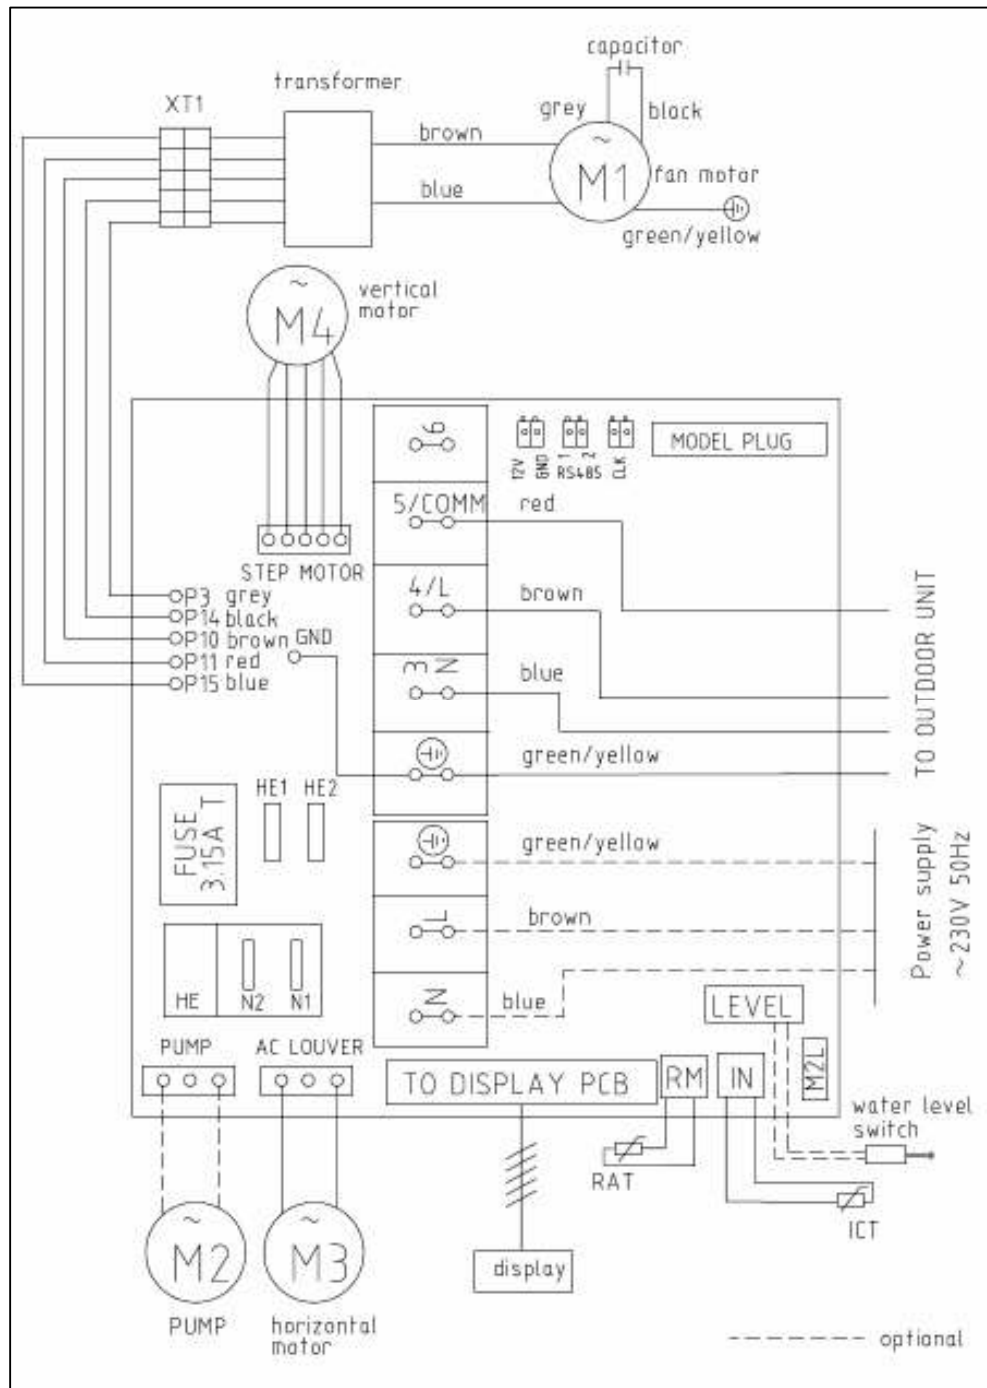 capacitor
transformer
XT1
grey
black
brown
~
M1
fan motor
blue
green/yellow
~
M4
vertical
motor
6
12V
GND
1
RS485
2
CLK
MODEL PLUG
5/COMM
red
STEP MOTOR
4/L
brown
P3 grey
P14 black
P10 brown
GND
P11 red
P15 blue
3 N
blue
TO OUTDOOR UNIT
green/yellow
HE1
HE2
FUSE
3.15A T
green/yellow
Power supply
~230V 50Hz
L
brown
HE
N2
N1
N
blue
LEVEL
PUMP
AC LOUVER
TO DISPLAY PCB
RM
IN
M2L
water level
switch
RAT
ICT
~
M2
~
M3
display
PUMP
horizontal
motor
optional